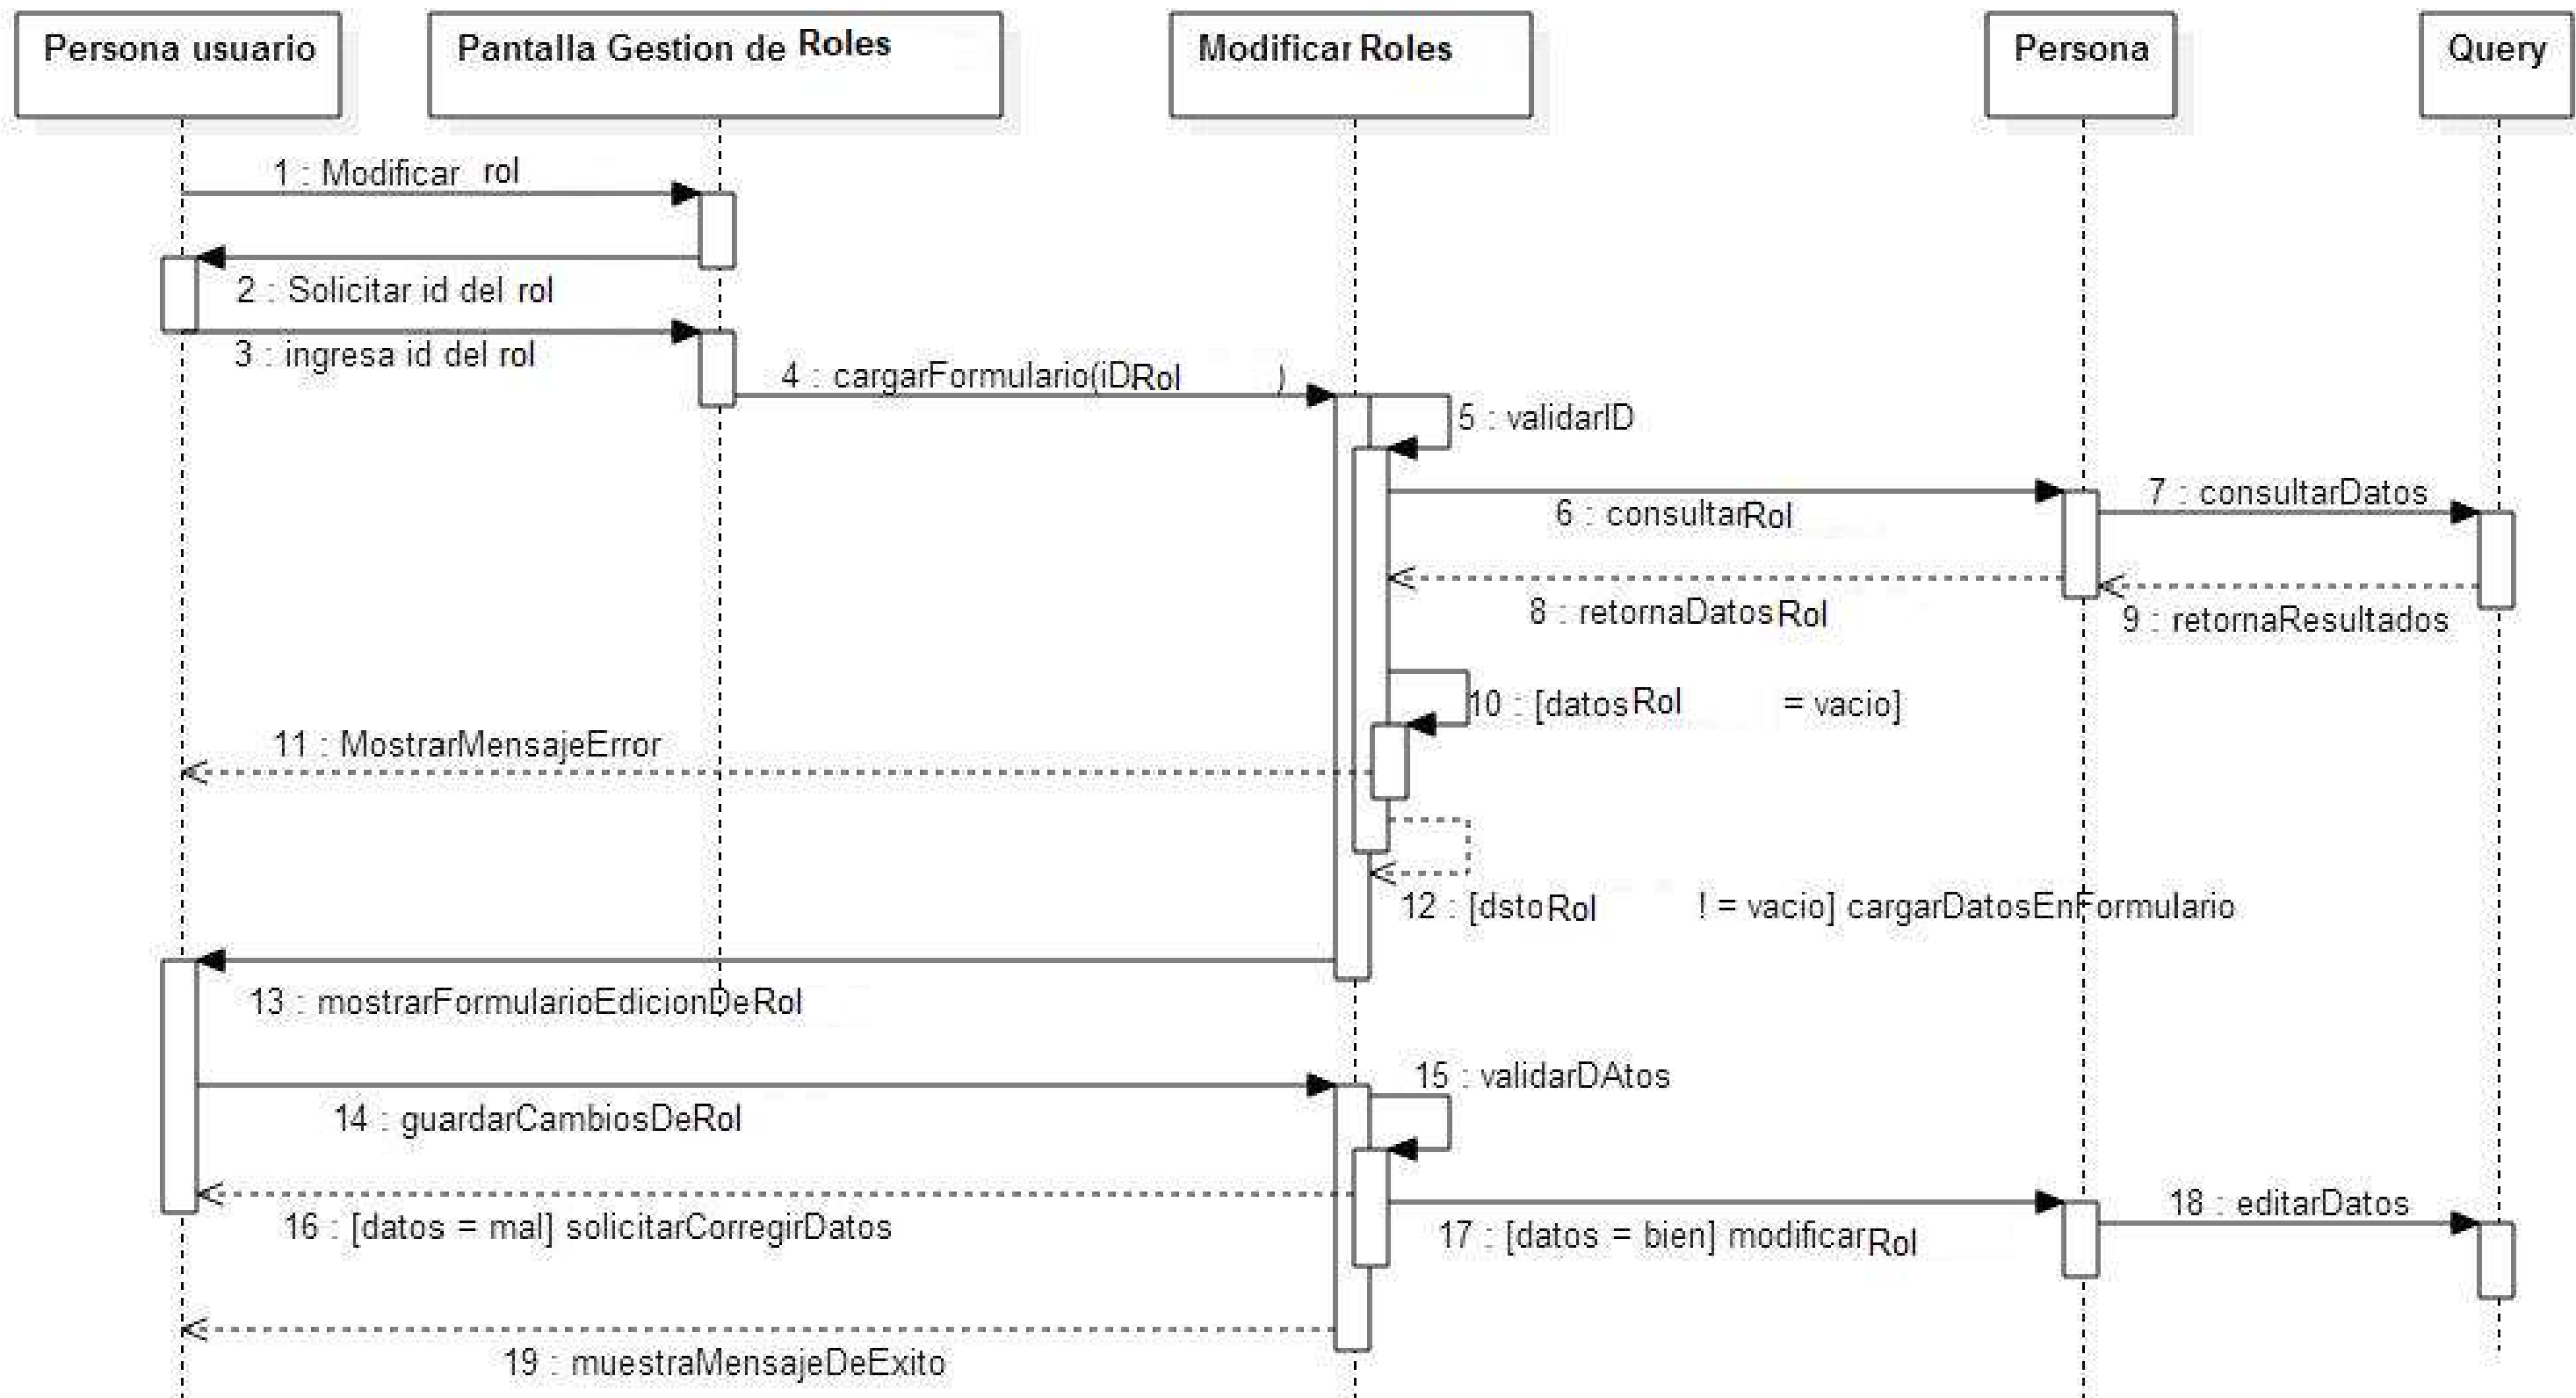 Persona usuario
Pantalla Gestion de Roles
Modificar Roles
Persona
Query
1 : Modificar rol
2 : Solicitar id del rol
3 : ingresa id del rol
4 : cargarFormulario(iDRol )
5 : validarID
6 : consultarRol
7 : consultarDatos
8 : retornaDatosRol
9 : retornaResultados
10 : [datosRol = vacio]
11 : MostrarMensajeError
12 : [dstoRol ! = vacio] cargarDatosEnFormulario
13 : mostrarFormularioEdicionDeRol
14 : guardarCambiosDeRol
15 : validarDAtos
16 : [datos = mal] solicitarCorregirDatos
17 : [datos = bien] modificarRol
18 : editarDatos
19 : muestraMensajeDeExito